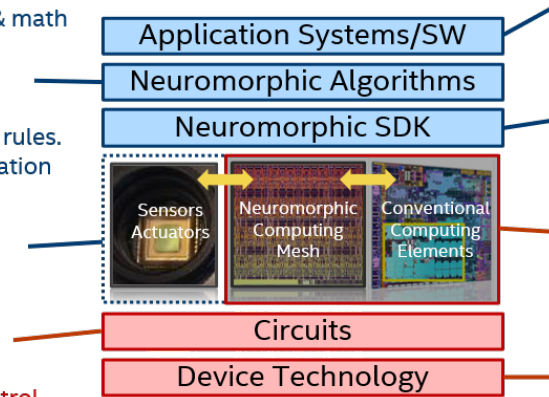 & math
Application Systems/SW
Neuromorphic Algorithms
Neuromorphic SDK
rules.
ation
Sensors
Actuators
Neuromorphic
Computing
Mesh
Conventional
Computing
Elements
Circuits
Device Technology
trol